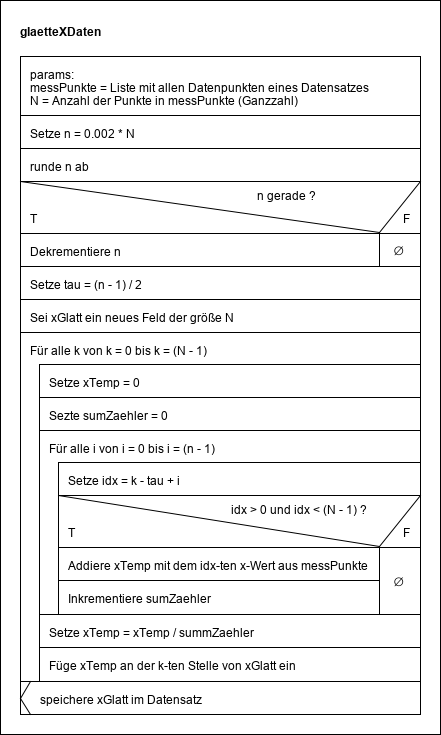 glaetteXDaten
params:
messPunkte = Liste mit allen Datenpunkten eines Datensatzes
N = Anzahl der Punkte in messPunkte (Ganzzahl)
Setze n = 0.002 * N
runde n ab
n gerade ?
T F
Dekrementiere n ∅
Setze tau = (n - 1) / 2
Sei xGlatt ein neues Feld der größe N
Für alle k von k = 0 bis k = (N - 1)
Setze xTemp = 0
Sezte sumZaehler = 0
Für alle i von i = 0 bis i = (n - 1)
Setze idx = k - tau + i
idx > 0 und idx < (N - 1) ?
T F
Addiere xTemp mit dem idx-ten x-Wert aus messPunkte
∅
Inkrementiere sumZaehler
Setze xTemp = xTemp / summZaehler
Füge xTemp an der k-ten Stelle von xGlatt ein
speichere xGlatt im Datensatz